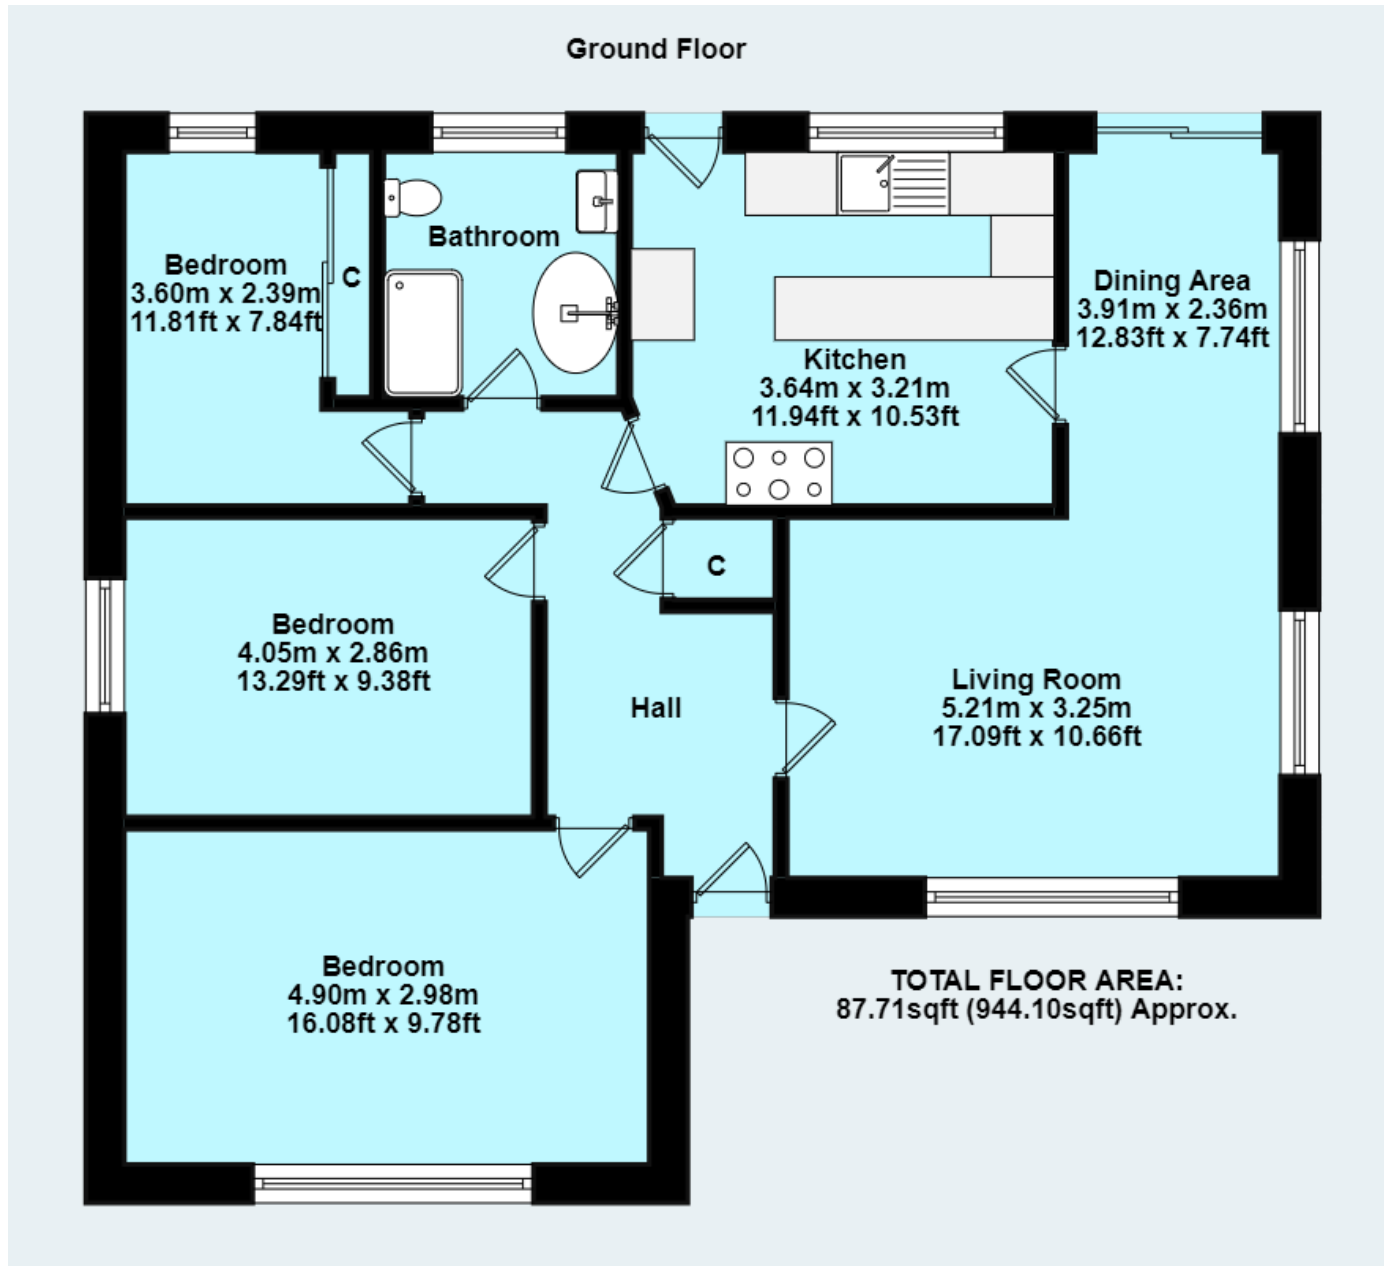 Ground Floor
Bedroom
3.60m x 2.39m
11.81ft x 7.84ft
C
Bathroom
Kitchen
3.64m x 3.21m
11.94ft x 10.53ft
Dining Area
3.91m x 2.36m
12.83ft x 7.74ft
C
Bedroom
4.05m x 2.86m
13.29ft x 9.38ft
Hall
Living Room
5.21m x 3.25m
17.09ft x 10.66ft
Bedroom
4.90m x 2.98m
16.08ft x 9.78ft
TOTAL FLOOR AREA:
87.71sqft (944.10sqft) Approx.